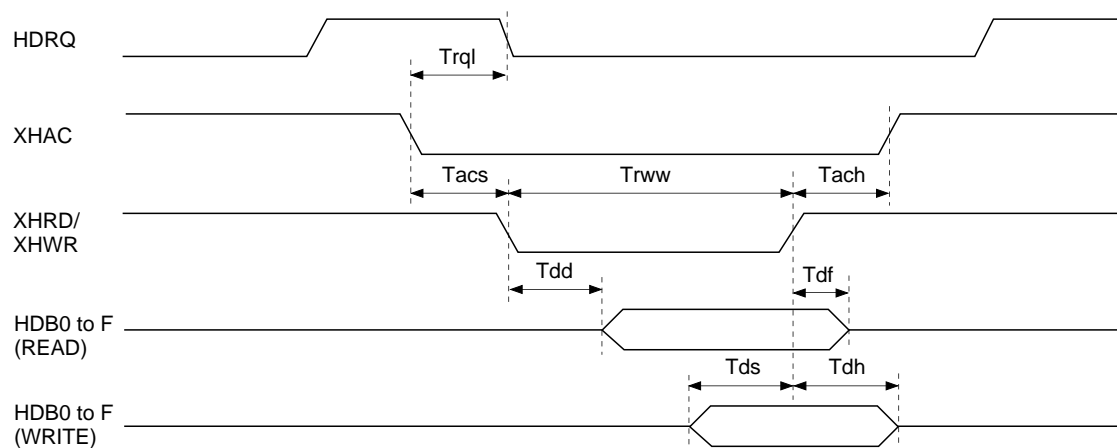 HDRQ
Trql
XHAC
Tacs Trww Tach
XHRD/
XHWR
Tdd Tdf
HDB0 to F
(READ)
Tds Tdh
HDB0 to F
(WRITE)